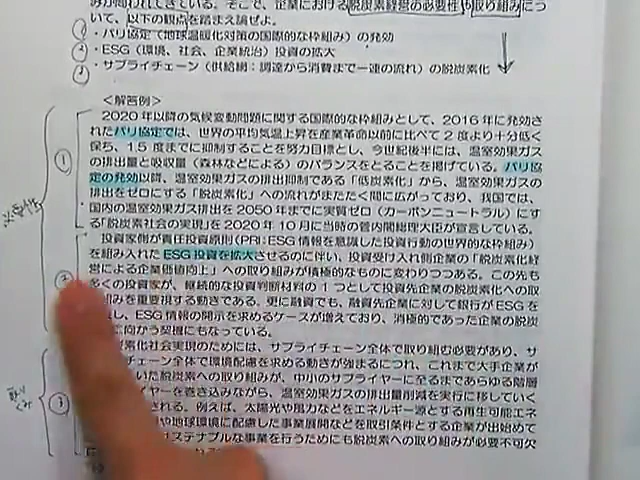 みが問われてきている。そこで、企業における脱炭素経営の必要性や取り組みにつ
いて、以下の観点を踏まえ論ぜよ。
① ・パリ協定(地球温暖化対策の国際的な枠組み)の発効
② ・ESG(環境、社会、企業統治)投資の拡大
③ ・サプライチェーン(供給網:調達から消費まで一連の流れ)の脱炭素化
<解答例>
2020年以降の気候変動問題に関する国際的な枠組みとして、2016年に発効さ
れたパリ協定では、世界の平均気温上昇を産業革命以前に比べて2度より十分低く
保ち、1.5度までに抑制することを努力目標とし、今世紀後半には、温室効果ガス
の排出量と吸収量(森林などによる)のバランスをとることを掲げている。パリ協
定の発効以降、温室効果ガスの排出抑制である「低炭素化」から、温室効果ガスの
排出をゼロにする「脱炭素化」への流れがまたたく間に広がっており、我国では、
国内の温室効果ガス排出を2050年までに実質ゼロ(カーボンニュートラル)にす
る「脱炭素社会の実現」を2020年10月に当時の菅内閣総理大臣が宣言している。
投資家側が責任投資原則(PRI:ESG情報を意識した投資行動の世界的な枠組み)
を組み入れたESG投資を拡大させるのに伴い、投資受け入れ側企業の「脱炭素化経
営による企業価値向上」への取り組みが積極的なものに変わりつつある。この先も
多くの投資家が、継続的な投資判断材料の1つとして投資先企業の脱炭素化への取
組みを重要視する動きである。更に融資でも、融資先企業に対して銀行がESGを
し、ESG情報の開示を求めるケースが増えており、消極的であった企業の脱炭
に向かう契機にもなっている。
素化社会実現のためには、サプライチェーン全体で取り組む必要があり、サ
チェーン全体で環境配慮を求める動きが強まるにつれ、これまで大手企業が
いた脱炭素への取り組みが、中小のサプライヤーに至るまであらゆる階層
イヤーを巻き込みながら、温室効果ガスの排出量削減を実行に移していく
される。例えば、太陽光や風力などをエネルギー源とする再生可能エネ
や地球環境に配慮した事業展開などを取引条件とする企業が出始めて
ステナブルな事業を行うためにも脱炭素への取り組みが必要不可欠
①
必要性
②
取り
くみ
③